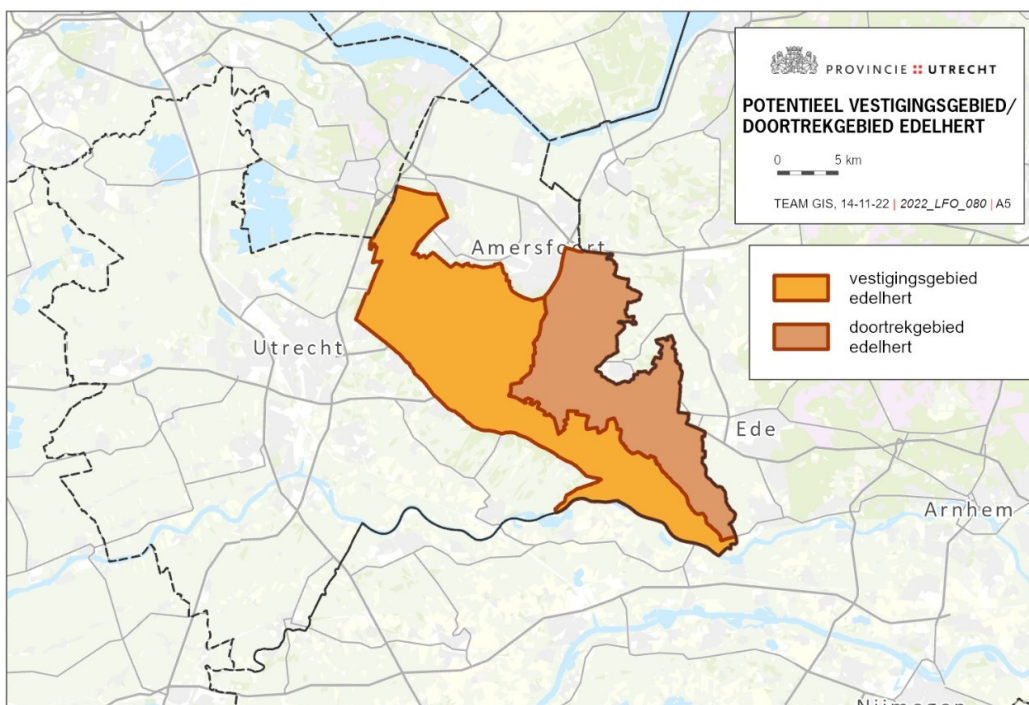 PROVINCIE UTRECHT
POTENTIEEL VESTIGINGSGEBIED/
DOORTREKGEBIED EDELHERT
0 5 km
TEAM GIS, 14-11-22 | 2022_LFO_080 | A5
vestigingsgebied
edelhert
doortrekgebied
edelhert
Amersfoort
Utrecht
Ede
Arnhem
Nijmegen